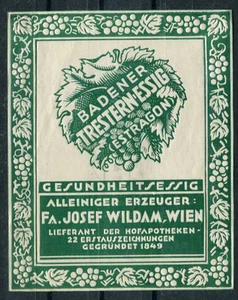 BADENER
TRESTERNESSIG
ESTRAGON
GESUNDHEITSESSIG
ALLEINIGER ERZEUGER:
FA. JOSEF WILDAM, WIEN
LIEFERANT DER HOFAPOTHEKEN-
22 ERSTAUSZEICHNUNGEN
GEGRÜNDET 1849